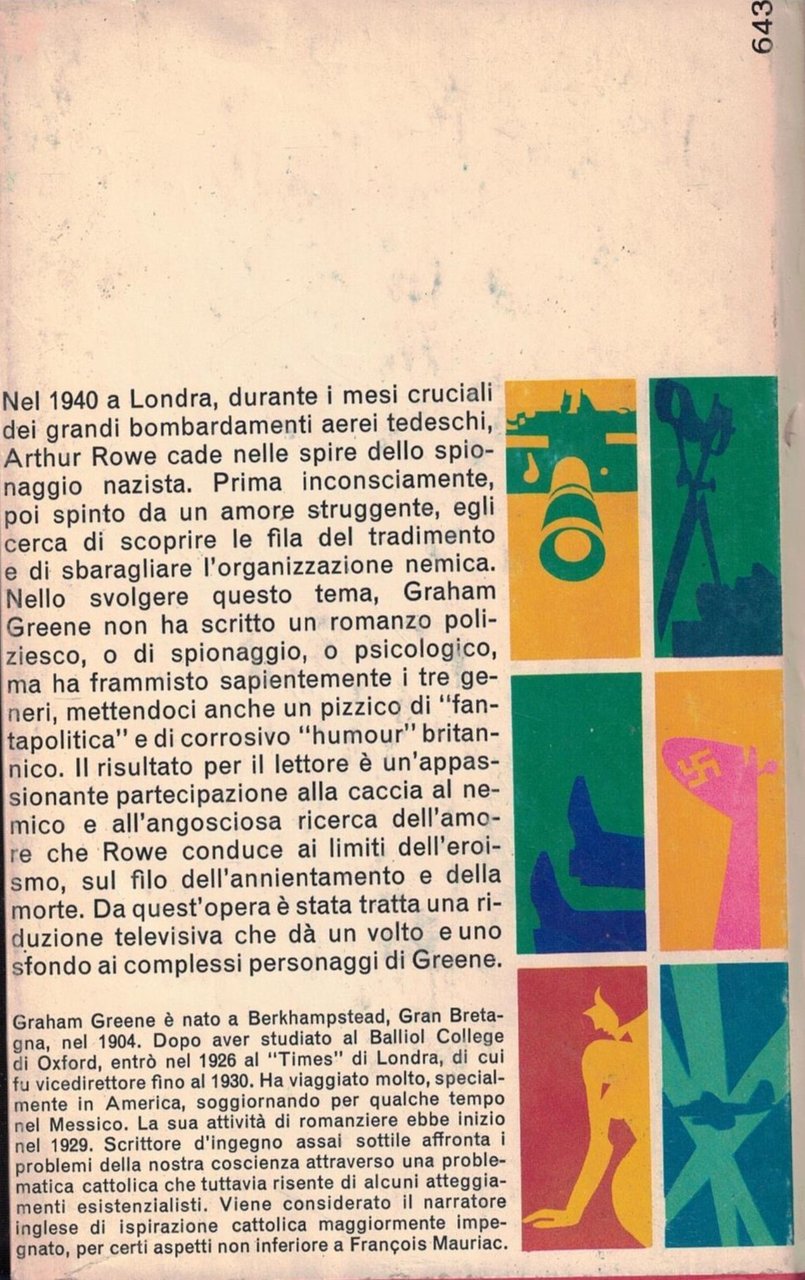 643
Nel 1940 a Londra, durante i mesi cruciali
dei grandi bombardamenti aerei tedeschi,
Arthur Rowe cade nelle spire dello spio-
naggio nazista. Prima inconsciamente,
poi spinto da un amore struggente, egli
cerca di scoprire le fila del tradimento
e di sbaragliare l'organizzazione nemica.
Nello svolgere questo tema, Graham
Greene non ha scritto un romanzo poli-
ziesco, o di spionaggio, o psicologico,
ma ha frammisto sapientemente i tre ge-
neri, mettendoci anche un pizzico di "fan-
tapolitica" e di corrosivo "humour" britan-
nico. Il risultato per il lettore è un'appas-
sionante partecipazione alla caccia al ne-
mico e all'angosciosa ricerca dell'amo-
re che Rowe conduce ai limiti dell'eroi-
smo, sul filo dell'annientamento e della
morte. Da quest'opera è stata tratta una ri-
duzione televisiva che dà un volto e uno
sfondo ai complessi personaggi di Greene.
Graham Greene è nato a Berkhampstead, Gran Breta-
gna, nel 1904. Dopo aver studiato al Balliol College
di Oxford, entrò nel 1926 al "Times" di Londra, di cui
fu vicedirettore fino al 1930. Ha viaggiato molto, special-
mente in America, soggiornando per qualche tempo
nel Messico. La sua attività di romanziere ebbe inizio
nel 1929. Scrittore d'ingegno assai sottile affronta i
problemi della nostra coscienza attraverso una proble-
matica cattolica che tuttavia risente di alcuni atteggia-
menti esistenzialisti. Viene considerato il narratore
inglese di ispirazione cattolica maggiormente impe-
gnato, per certi aspetti non inferiore a François Mauriac.